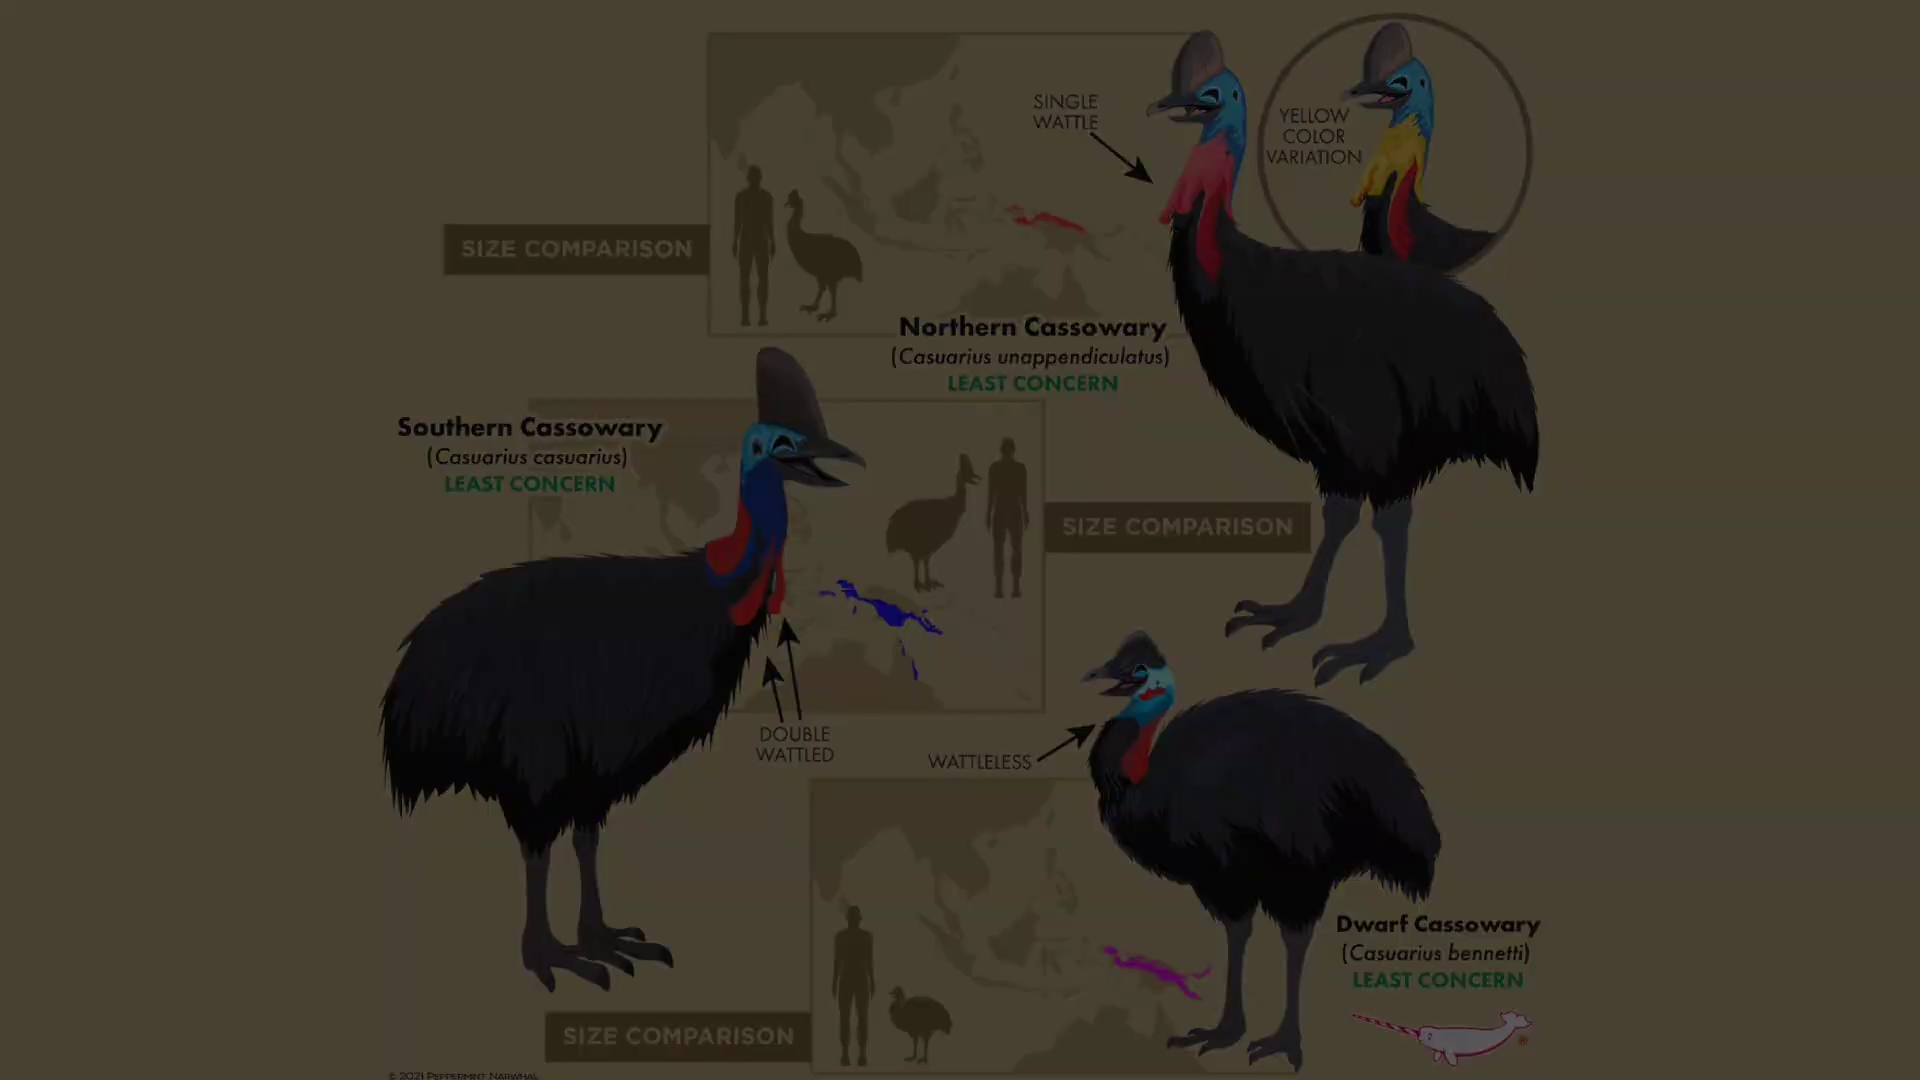 SINGLE
WATTLE
YELLOW
COLOR
VARIATION
SIZE COMPARISON
Northern Cassowary
(Casuarius unappendiculatus)
LEAST CONCERN
Southern Cassowary
(Casuarius casuarius)
LEAST CONCERN
SIZE COMPARISON
DOUBLE
WATTLED
WATTLELESS
Dwarf Cassowary
(Casuarius bennetti)
LEAST CONCERN
SIZE COMPARISON
© 2021 PEPPERMINT NARWHAL